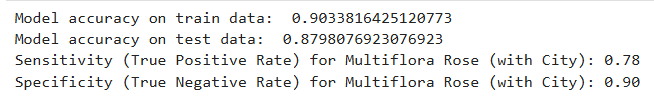 Model accuracy on train data:  0.9033816425120773
Model accuracy on test data:  0.8798076923076923
Sensitivity (True Positive Rate) for Multiflora Rose (with City): 0.78
Specificity (True Negative Rate) for Multiflora Rose (with City): 0.90